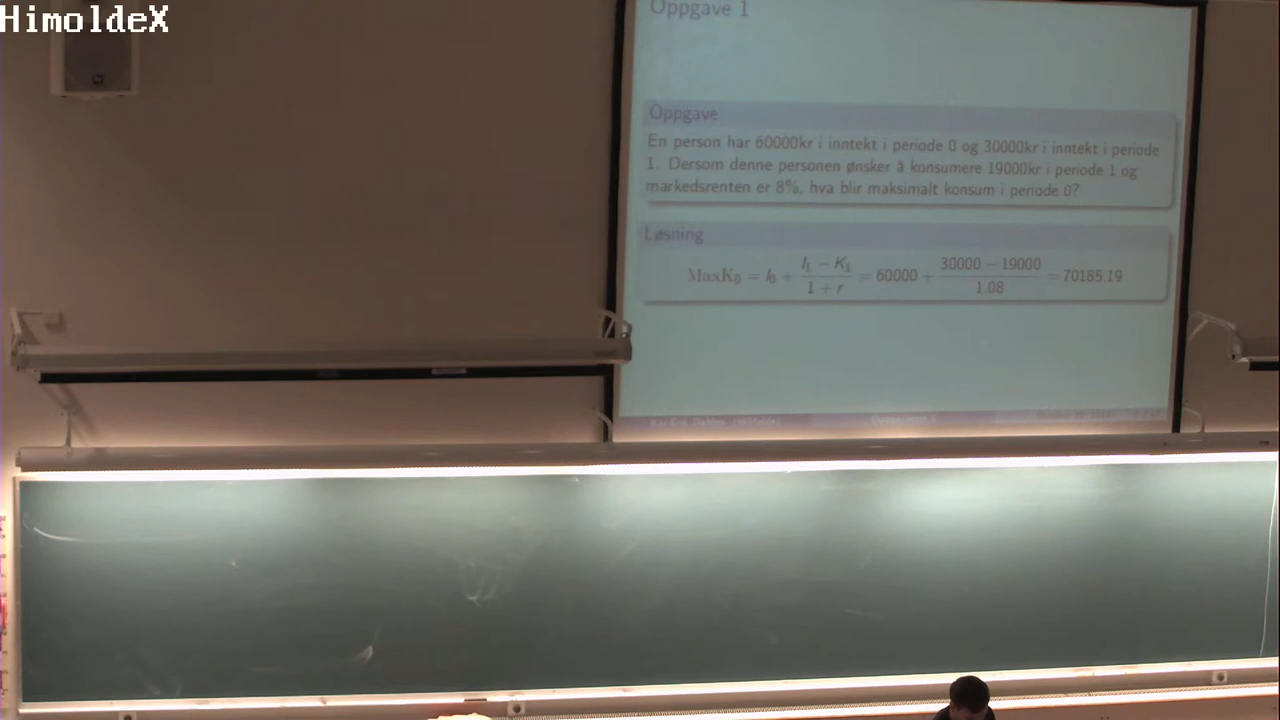 HimoldeX
Oppgave 1
Oppgave
En person har 60000kr i inntekt i periode 0 og 30000kr i inntekt i periode
1. Dersom denne personen ønsker å konsumere 19000kr i periode 1 og
markedsrenten er 8%, hva blir maksimalt konsum i periode 0?
Løsning
MaxK₀ = I₀ + (I₁ − K₁)/(1 + r) = 60000 + (30000 − 19000)/1.08 = 70185.19